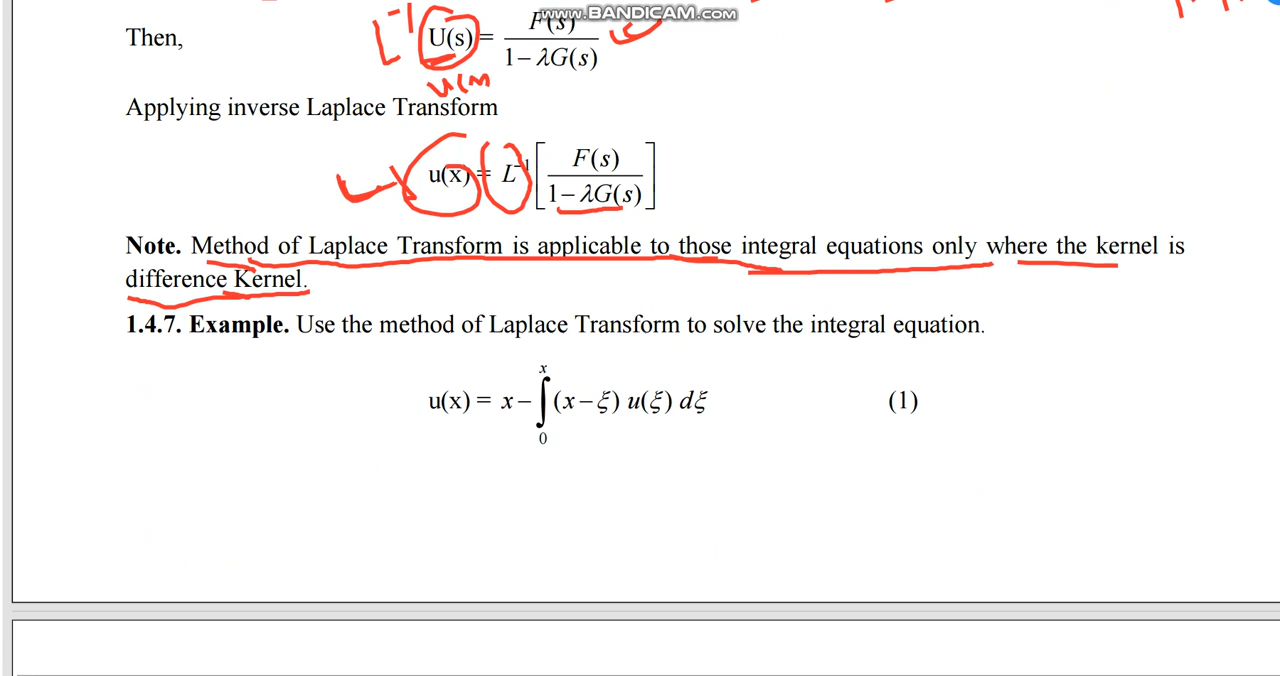 www.BANDICAM.com
Then, L⁻¹ U(s) = F(s) / 1 − λG(s)
u(x)
Applying inverse Laplace Transform
u(x) = L⁻¹ [ F(s) / 1 − λG(s) ]
Note. Method of Laplace Transform is applicable to those integral equations only where the kernel is
difference Kernel.
1.4.7. Example. Use the method of Laplace Transform to solve the integral equation.
u(x) = x − ∫₀ˣ (x − ξ) u(ξ) dξ (1)